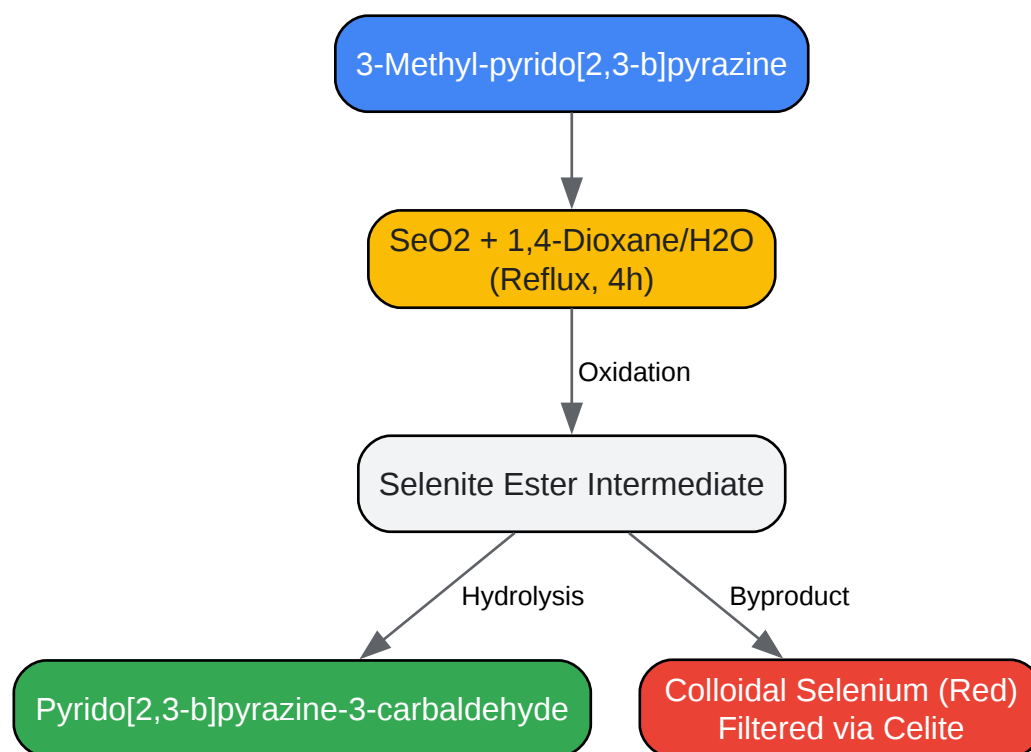 3-Methyl-pyrido[2,3-b]pyrazine
SeO2 + 1,4-Dioxane/H2O
(Reflux, 4h)
Oxidation
Selenite Ester Intermediate
Hydrolysis
Byproduct
Pyrido[2,3-b]pyrazine-3-carbaldehyde
Colloidal Selenium (Red)
Filtered via Celite